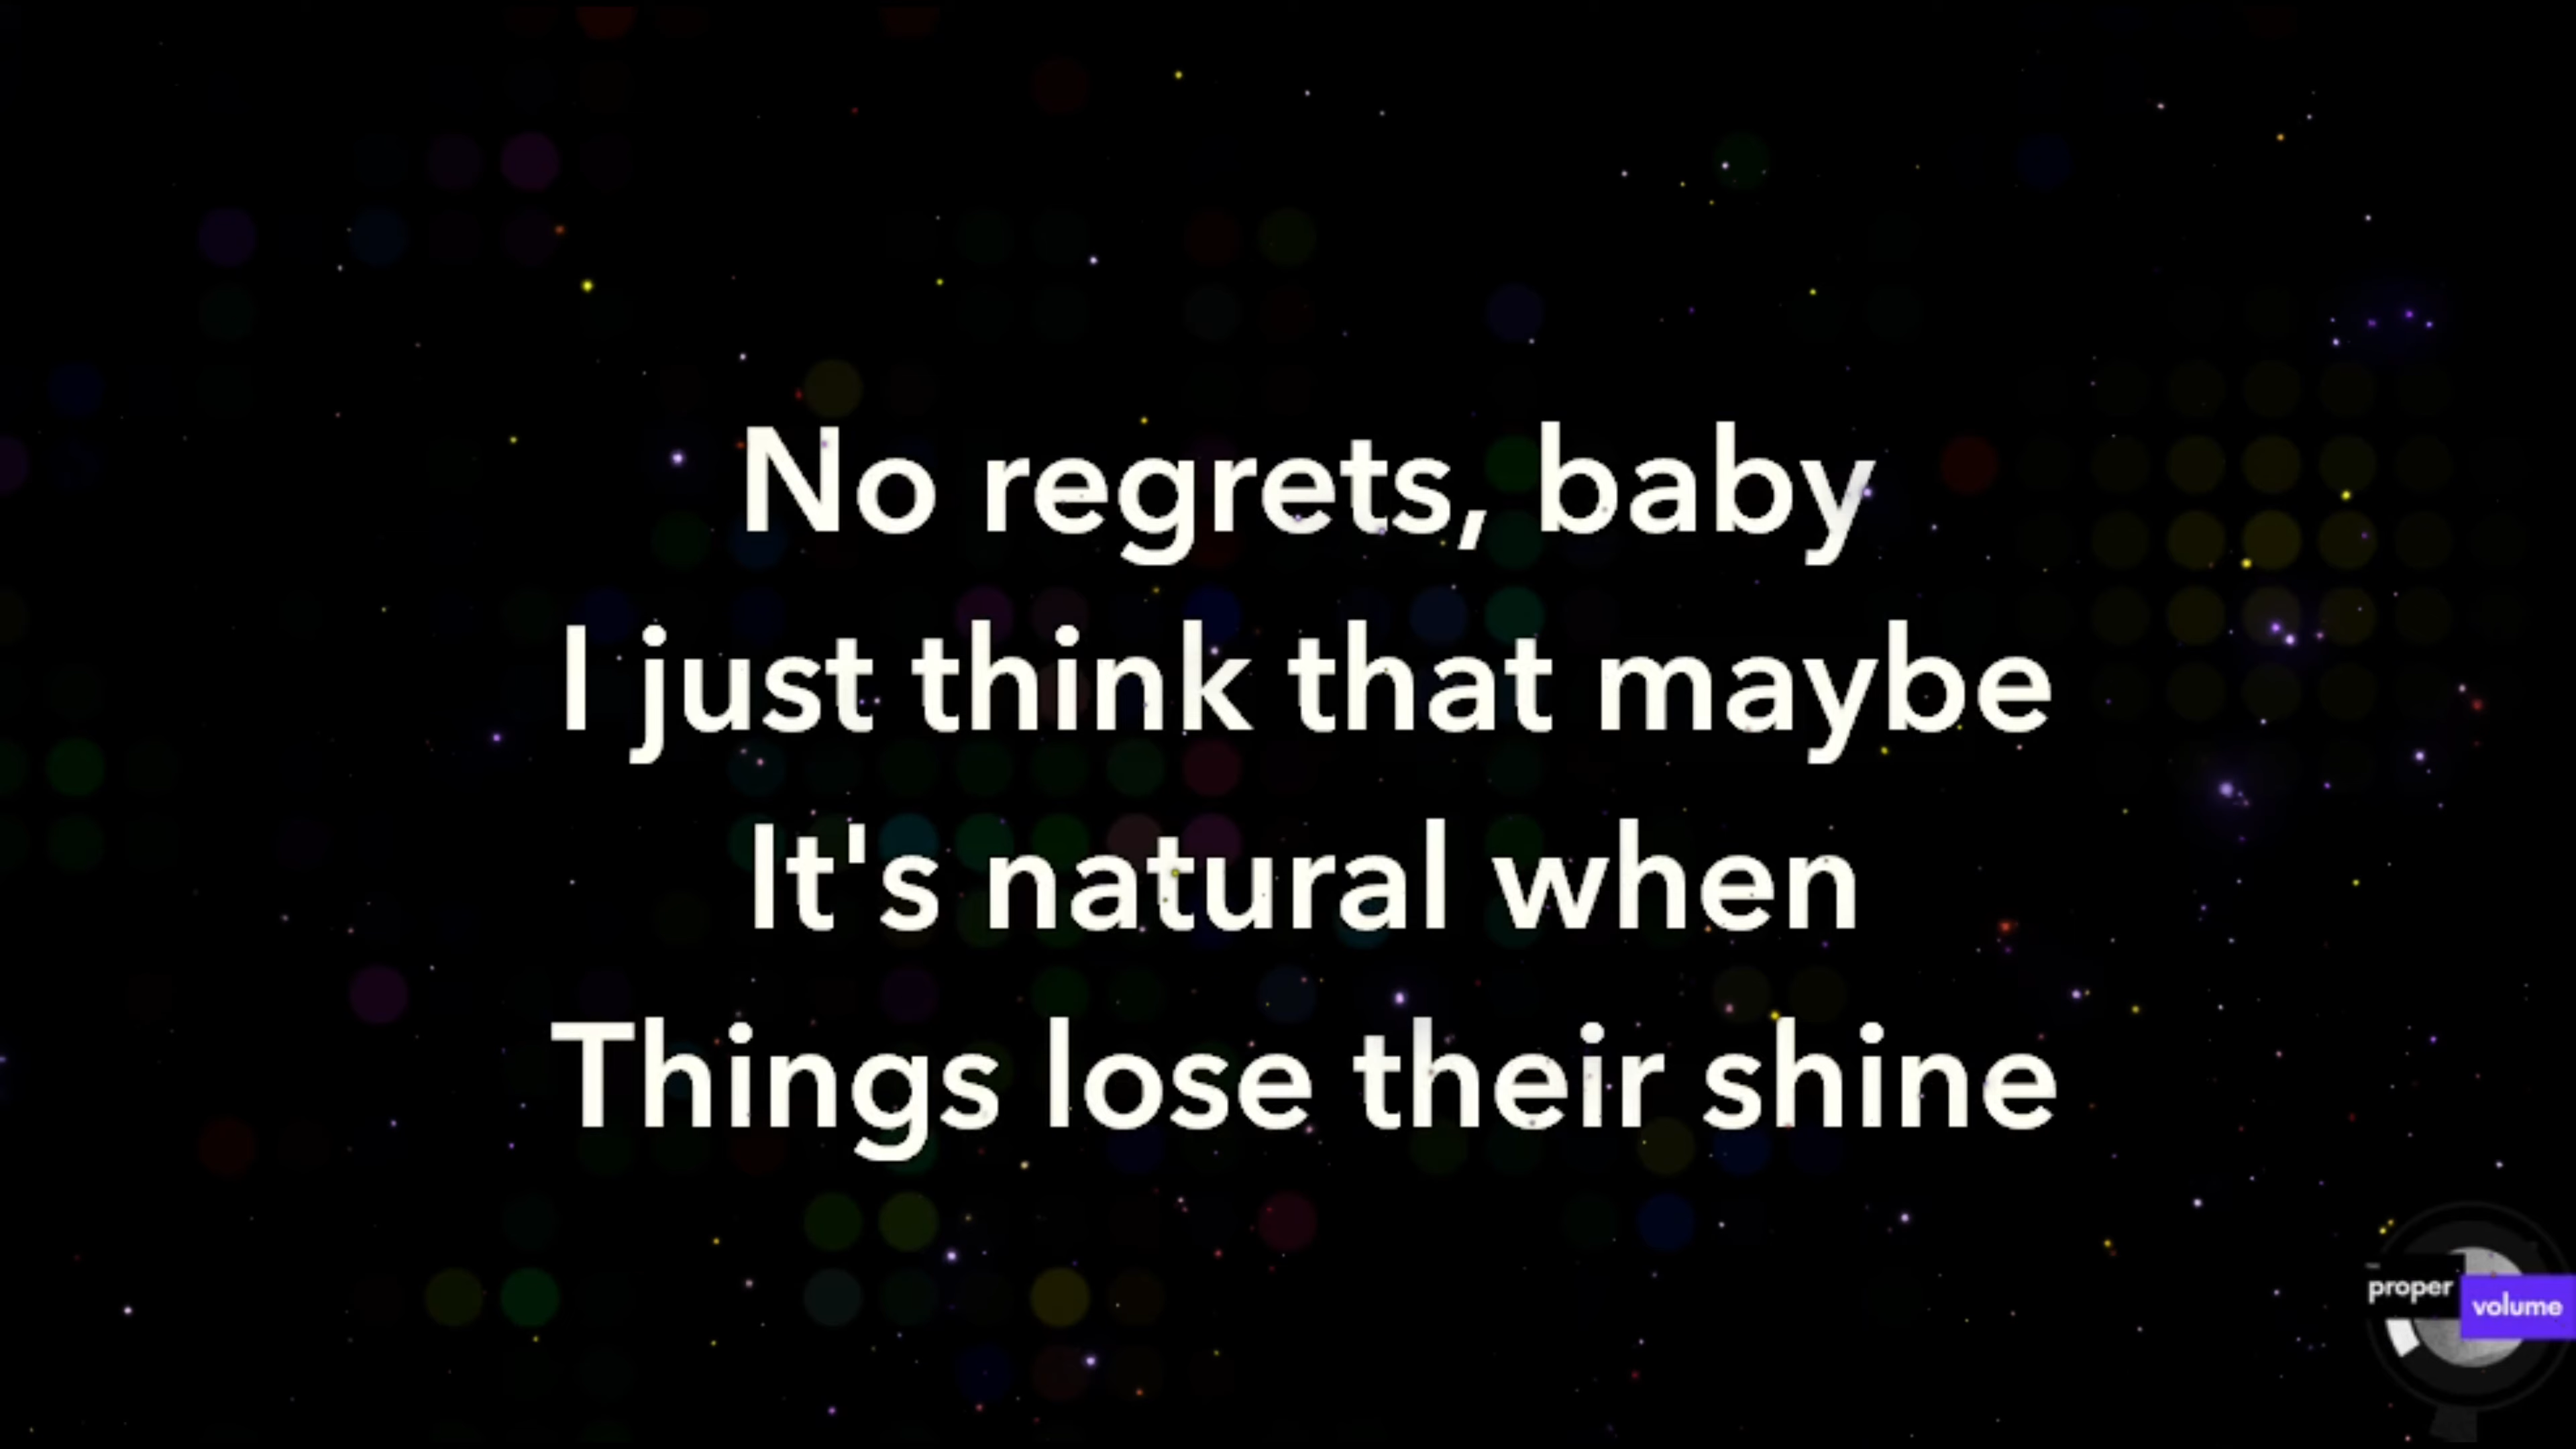 No regrets, baby
I just think that maybe
It's natural when
Things lose their shine
proper
volume